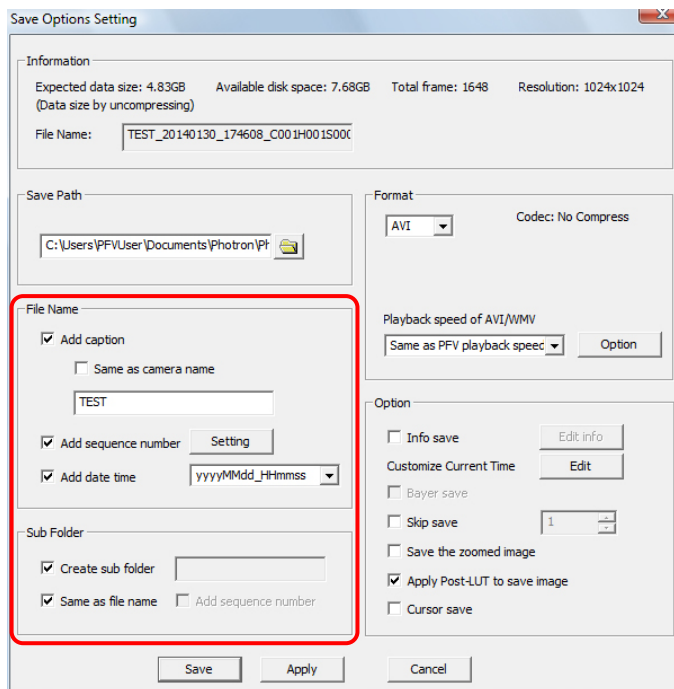 Save Options Setting
Information
Expected data size: 4.83GB Available disk space: 7.68GB Total frame: 1648 Resolution: 1024x1024
(Data size by uncompressing)
File Name: TEST_20140130_174608_C001H001S000
Save Path
C:\Users\PFVUser\Documents\Photron\Ph
File Name
Add caption
Same as camera name
TEST
Add sequence number Setting
Add date time yyyyMMdd_HHmmss
Sub Folder
Create sub folder
Same as file name Add sequence number
Format
AVI Codec: No Compress
Playback speed of AVI/WMV
Same as PFV playback speed Option
Option
Info save Edit info
Customize Current Time Edit
Bayer save
Skip save 1
Save the zoomed image
Apply Post-LUT to save image
Cursor save
Save Apply Cancel